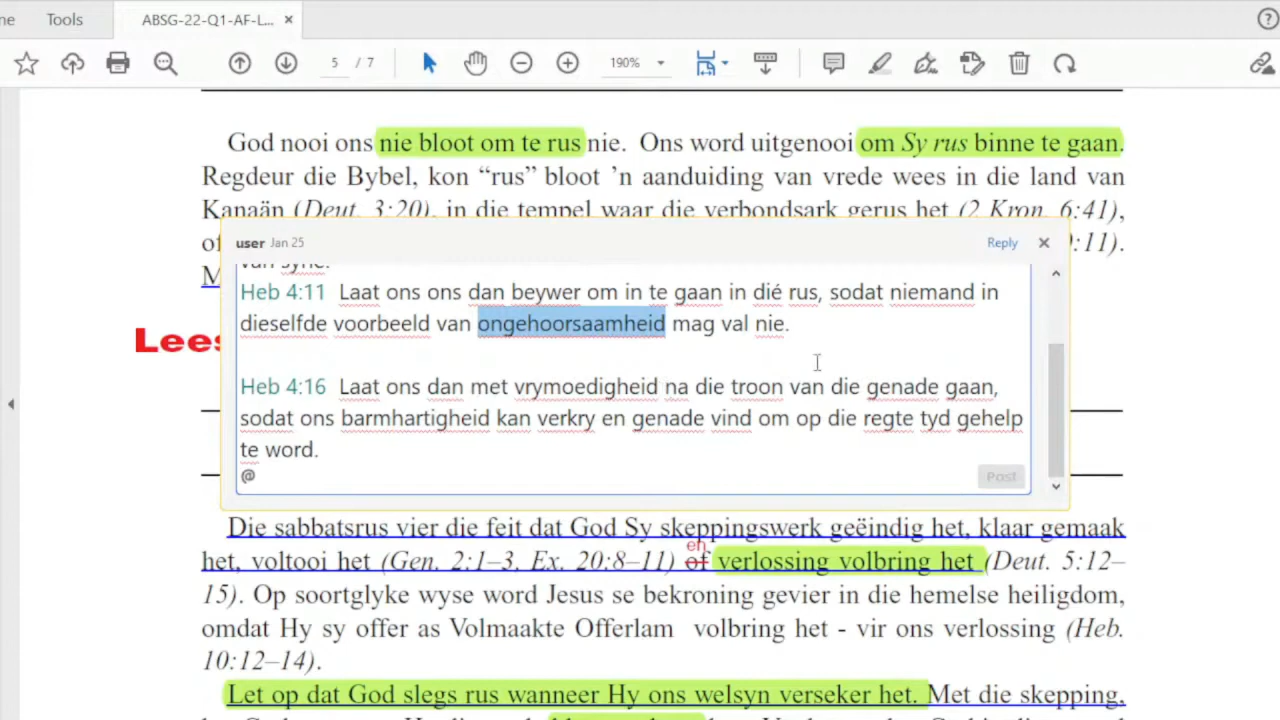 ne Tools ABSG-22-Q1-AF-L... ×
5 / 7 190%
God nooi ons nie bloot om te rus nie. Ons word uitgenooi om Sy rus binne te gaan.
Regdeur die Bybel, kon “rus” bloot ’n aanduiding van vrede wees in die land van
Kanaän (Deut. 3:20), in die tempel waar die verbondsark gerus het (2 Kron. 6:41),
:11).
user Jan 25 Reply
van syne.
Heb 4:11 Laat ons ons dan beywer om in te gaan in dié rus, sodat niemand in
dieselfde voorbeeld van ongehoorsaamheid mag val nie.
Lees
Heb 4:16 Laat ons dan met vrymoedigheid na die troon van die genade gaan,
sodat ons barmhartigheid kan verkry en genade vind om op die regte tyd gehelp
te word.
@ Post
Die sabbatsrus vier die feit dat God Sy skeppingswerk geëindig het, klaar gemaak
en
het, voltooi het (Gen. 2:1–3, Ex. 20:8–11) of verlossing volbring het (Deut. 5:12–
15). Op soortglyke wyse word Jesus se bekroning gevier in die hemelse heiligdom,
omdat Hy sy offer as Volmaakte Offerlam volbring het - vir ons verlossing (Heb.
10:12–14).
Let op dat God slegs rus wanneer Hy ons welsyn verseker het. Met die skepping,